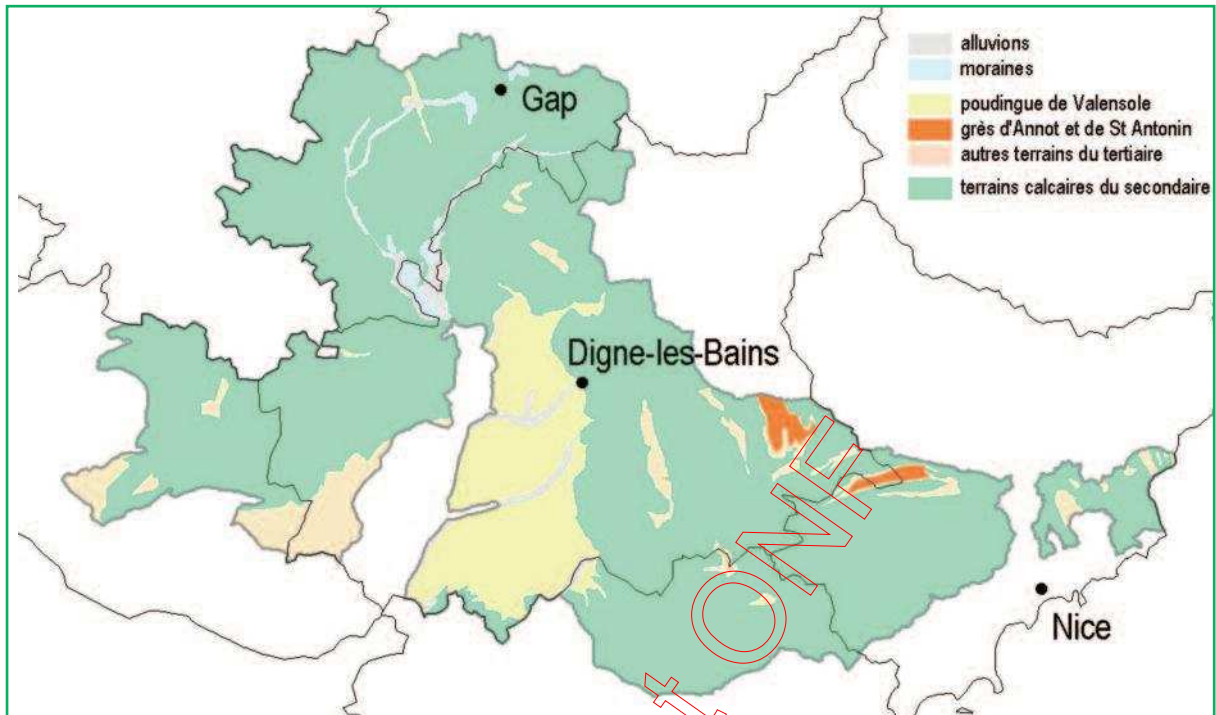 alluvions
moraines
poudingue de Valensole
grès d'Annot et de St Antonin
autres terrains du tertiaire
terrains calcaires du secondaire
Gap
Digne-les-Bains
Nice
t ONF